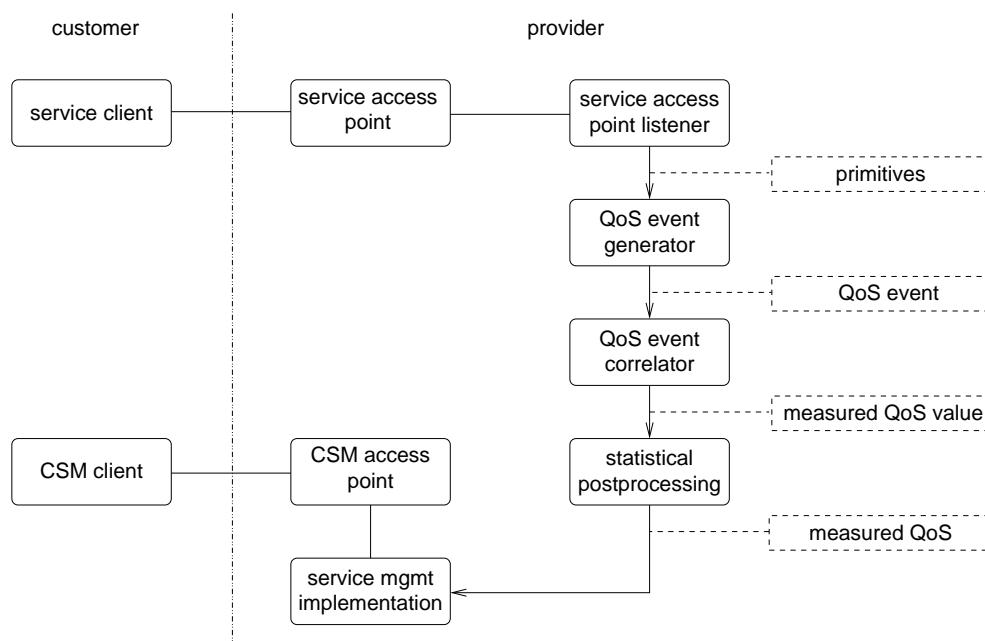 customer
provider
service client
service access
point
service access
point listener
primitives
QoS event
generator
QoS event
QoS event
correlator
measured QoS value
CSM client
CSM access
point
statistical
postprocessing
measured QoS
service mgmt
implementation